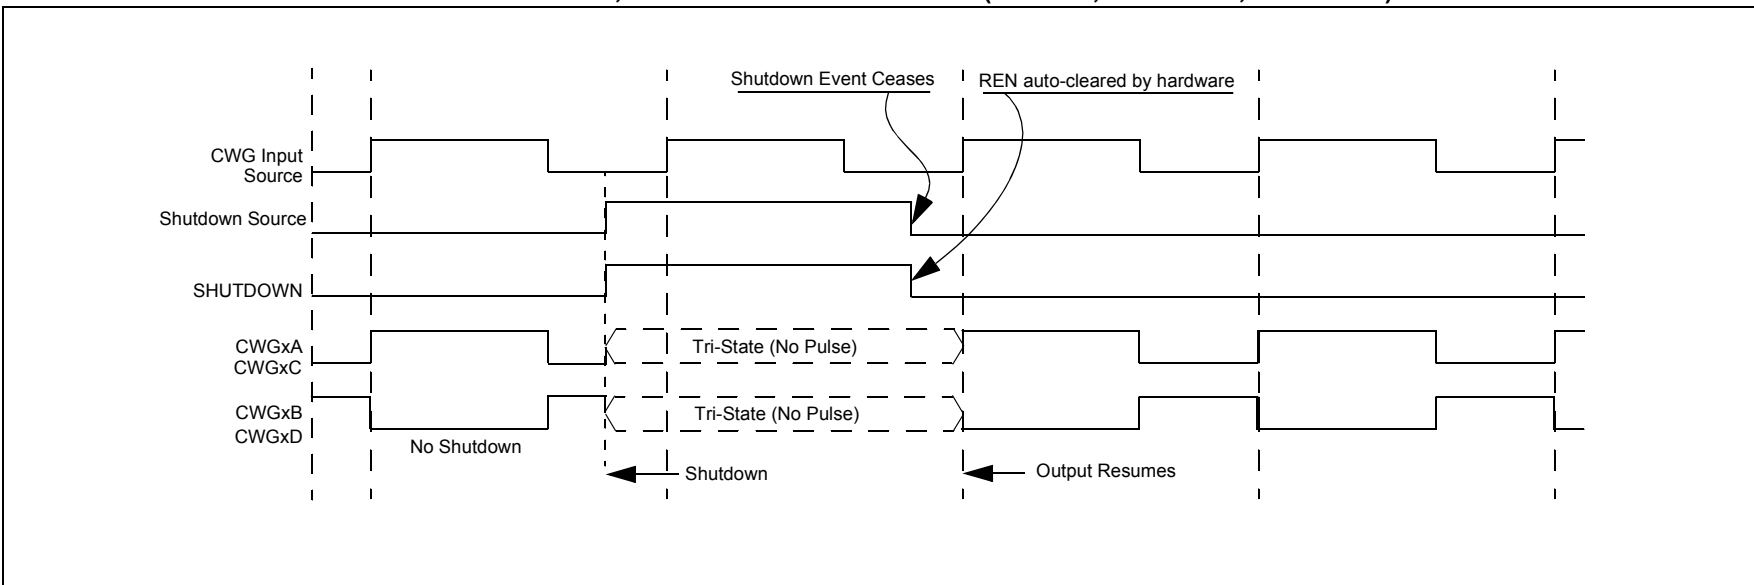 Shutdown Event Ceases
REN auto-cleared by hardware
CWG Input
Source
Shutdown Source
SHUTDOWN
CWGxA
CWGxC
Tri-State (No Pulse)
CWGxB
CWGxD
Tri-State (No Pulse)
No Shutdown
Shutdown
Output Resumes